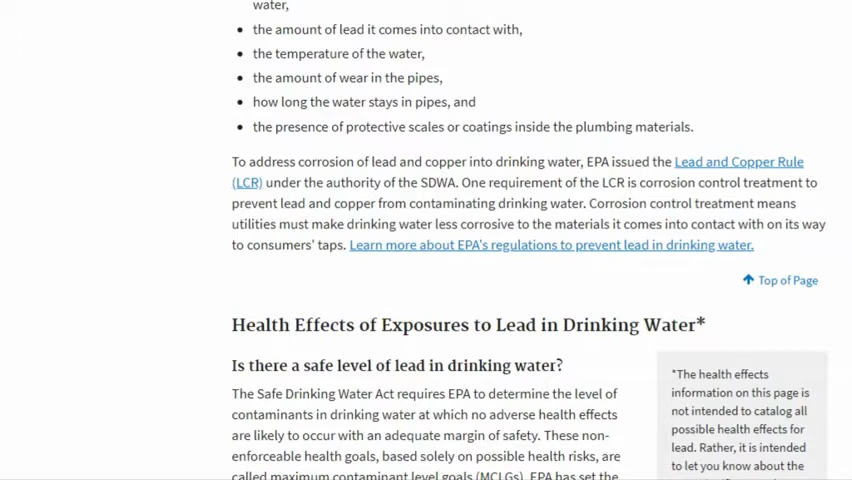 water,
• the amount of lead it comes into contact with,
• the temperature of the water,
• the amount of wear in the pipes,
• how long the water stays in pipes, and
• the presence of protective scales or coatings inside the plumbing materials.
To address corrosion of lead and copper into drinking water, EPA issued the Lead and Copper Rule
(LCR) under the authority of the SDWA. One requirement of the LCR is corrosion control treatment to
prevent lead and copper from contaminating drinking water. Corrosion control treatment means
utilities must make drinking water less corrosive to the materials it comes into contact with on its way
to consumers' taps. Learn more about EPA's regulations to prevent lead in drinking water.
Top of Page
Health Effects of Exposures to Lead in Drinking Water*
Is there a safe level of lead in drinking water?
The Safe Drinking Water Act requires EPA to determine the level of
contaminants in drinking water at which no adverse health effects
are likely to occur with an adequate margin of safety. These non-
enforceable health goals, based solely on possible health risks, are
called maximum contaminant level goals (MCLGs). EPA has set the
*The health effects
information on this page is
not intended to catalog all
possible health effects for
lead. Rather, it is intended
to let you know about the